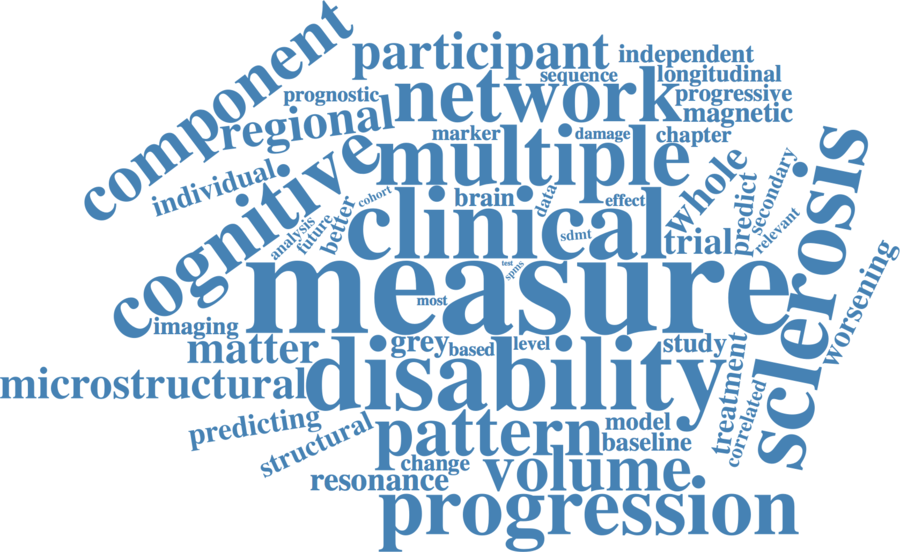 component
participant
independent
sequence
longitudinal
prognostic
network
progressive
regional
magnetic
marker
damage
chapter
multiple
individual
cognitive
whole
secondary
sclerosis
cohort
brain
data
effect
predict
analysis
future
better
clinical
sdmt
trial
relevant
measure
test
spms
most
worsening
imaging
matter
grey
based
level
study
disability
microstructural
treatment
correlated
predicting
structural
pattern
model
baseline
change
volume
resonance
progression